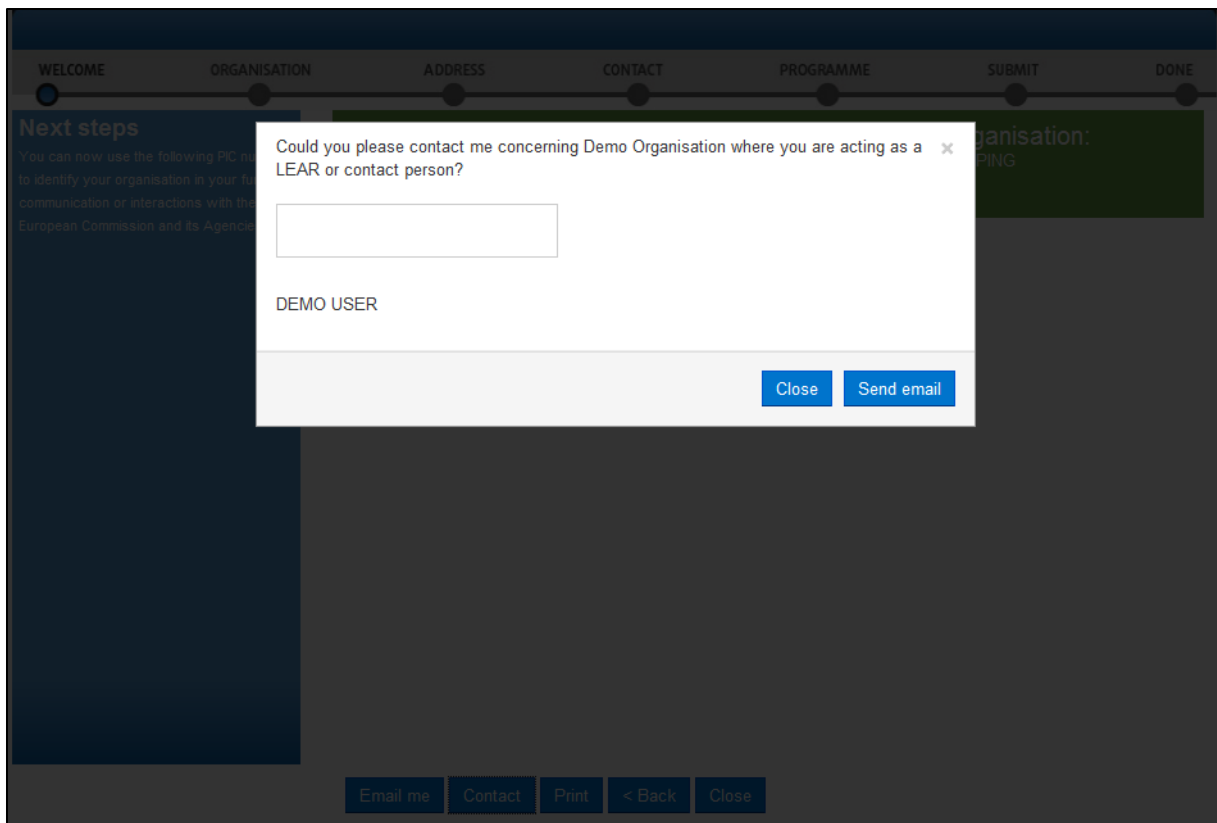 WELCOME ORGANISATION ADDRESS CONTACT PROGRAMME SUBMIT DONE
Next steps
You can now use the following PIC nu
to identify your organisation in your fu
communication or interactions with the
European Commission and its Agencie
Could you please contact me concerning Demo Organisation where you are acting as a ×
LEAR or contact person?
DEMO USER
Close Send email
ganisation:
PING
Email me Contact Print < Back Close